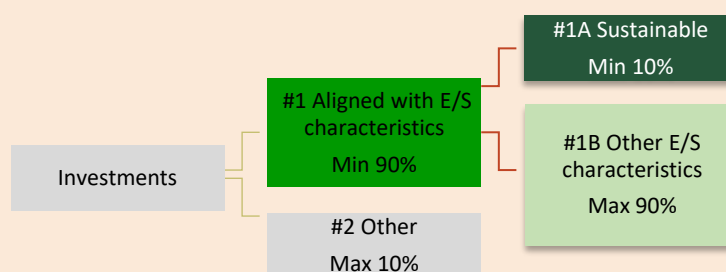 #1A Sustainable
Min 10%
#1 Aligned with E/S
characteristics
Min 90%
#1B Other E/S
characteristics
Max 90%
Investments
#2 Other
Max 10%